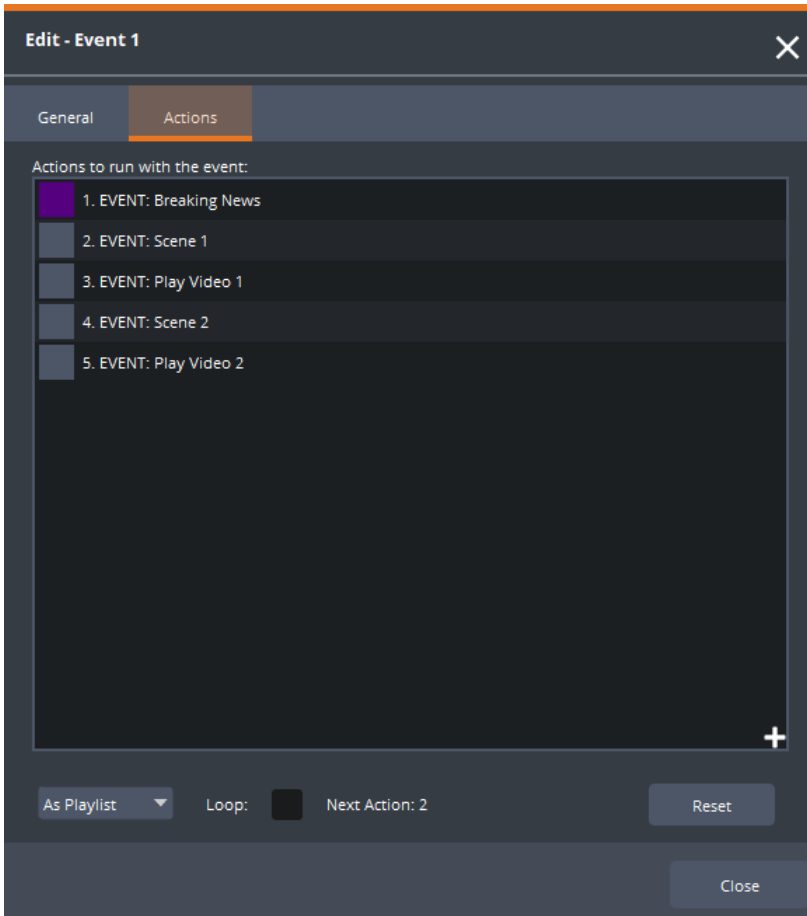 Edit - Event 1
General Actions
Actions to run with the event:
1. EVENT: Breaking News
2. EVENT: Scene 1
3. EVENT: Play Video 1
4. EVENT: Scene 2
5. EVENT: Play Video 2
As Playlist Loop: Next Action: 2 Reset
Close